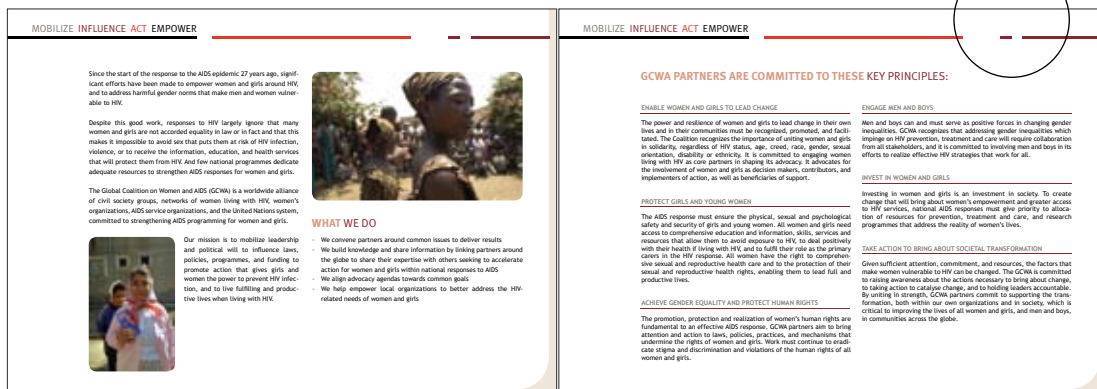 MOBILIZE INFLUENCE ACT EMPOWER
Since the start of the response to the AIDS epidemic 27 years ago, signif-
icant efforts have been made to empower women and girls around HIV,
and to address harmful gender norms that make men and women vulner-
able to HIV.
Despite this good work, responses to HIV largely ignore that many
women and girls are not accorded equality in law or in fact and that this
makes it impossible to avoid sex that puts them at risk of HIV infection,
violence, or to receive the information, education, and health services
that will protect them from HIV. And few national programmes dedicate
adequate resources to strengthen AIDS responses for women and girls.
The Global Coalition on Women and AIDS (GCWA) is a worldwide alliance
of civil society groups, networks of women living with HIV, women's
organizations, AIDS service organizations, and the United Nations system,
committed to strengthening AIDS programming for women and girls.
Our mission is to mobilize leadership
and political will to influence laws,
policies, programmes, and funding to
promote action that gives girls and
women the power to prevent HIV infec-
tion, and to live fulfilling and produc-
tive lives when living with HIV.
WHAT WE DO
- We convene partners around common issues to deliver results
- We build knowledge and share information by linking partners around
the globe to share their expertise with others seeking to accelerate
action for women and girls within national responses to AIDS
- We align advocacy agendas towards common goals
- We help empower local organizations to better address the HIV-
related needs of women and girls
MOBILIZE INFLUENCE ACT EMPOWER
GCWA PARTNERS ARE COMMITTED TO THESE KEY PRINCIPLES:
ENABLE WOMEN AND GIRLS TO LEAD CHANGE
The power and resilience of women and girls to lead change in their own
lives and in their communities must be recognized, promoted, and facili-
tated. The Coalition recognizes the importance of uniting women and girls
in solidarity, regardless of HIV status, age, creed, race, gender, sexual
orientation, disability or ethnicity. It is committed to engaging women
living with HIV as core partners in shaping its advocacy. It advocates for
the involvement of women and girls as decision makers, contributors, and
implementers of action, as well as beneficiaries of support.
PROTECT GIRLS AND YOUNG WOMEN
The AIDS response must ensure the physical, sexual and psychological
safety and security of girls and young women. All women and girls need
access to comprehensive education and information, skills, services and
resources that allow them to avoid exposure to HIV, to deal positively
with their health if living with HIV, and to fulfil their role as the primary
carers in the HIV response. All women have the right to comprehen-
sive sexual and reproductive health care and to the protection of their
sexual and reproductive health rights, enabling them to lead full and
productive lives.
ACHIEVE GENDER EQUALITY AND PROTECT HUMAN RIGHTS
The promotion, protection and realization of women's human rights are
fundamental to an effective AIDS response. GCWA partners aim to bring
attention and action to laws, policies, practices, and mechanisms that
undermine the rights of women and girls. Work must continue to eradi-
cate stigma and discrimination and violations of the human rights of all
women and girls.
ENGAGE MEN AND BOYS
Men and boys can and must serve as positive forces in changing gender
inequalities. GCWA recognizes that addressing gender inequalities which
impinge on HIV prevention, treatment and care will require collaboration
from all stakeholders, and it is committed to involving men and boys in its
efforts to realize effective HIV strategies that work for all.
INVEST IN WOMEN AND GIRLS
Investing in women and girls is an investment in society. To create
change that will bring about women's empowerment and greater access
to HIV services, national AIDS responses must give priority to alloca-
tion of resources for prevention, treatment and care, and research
programmes that address the reality of women's lives.
TAKE ACTION TO BRING ABOUT SOCIETAL TRANSFORMATION
Given sufficient attention, commitment, and resources, the factors that
make women vulnerable to HIV can be changed. The GCWA is committed
to raising awareness about the actions necessary to bring about change,
to taking action to catalyse change, and to holding leaders accountable.
By uniting in strength, GCWA partners commit to supporting the trans-
formation, both within our own organizations and in society, which is
critical to improving the lives of all women and girls, and men and boys,
in communities across the globe.